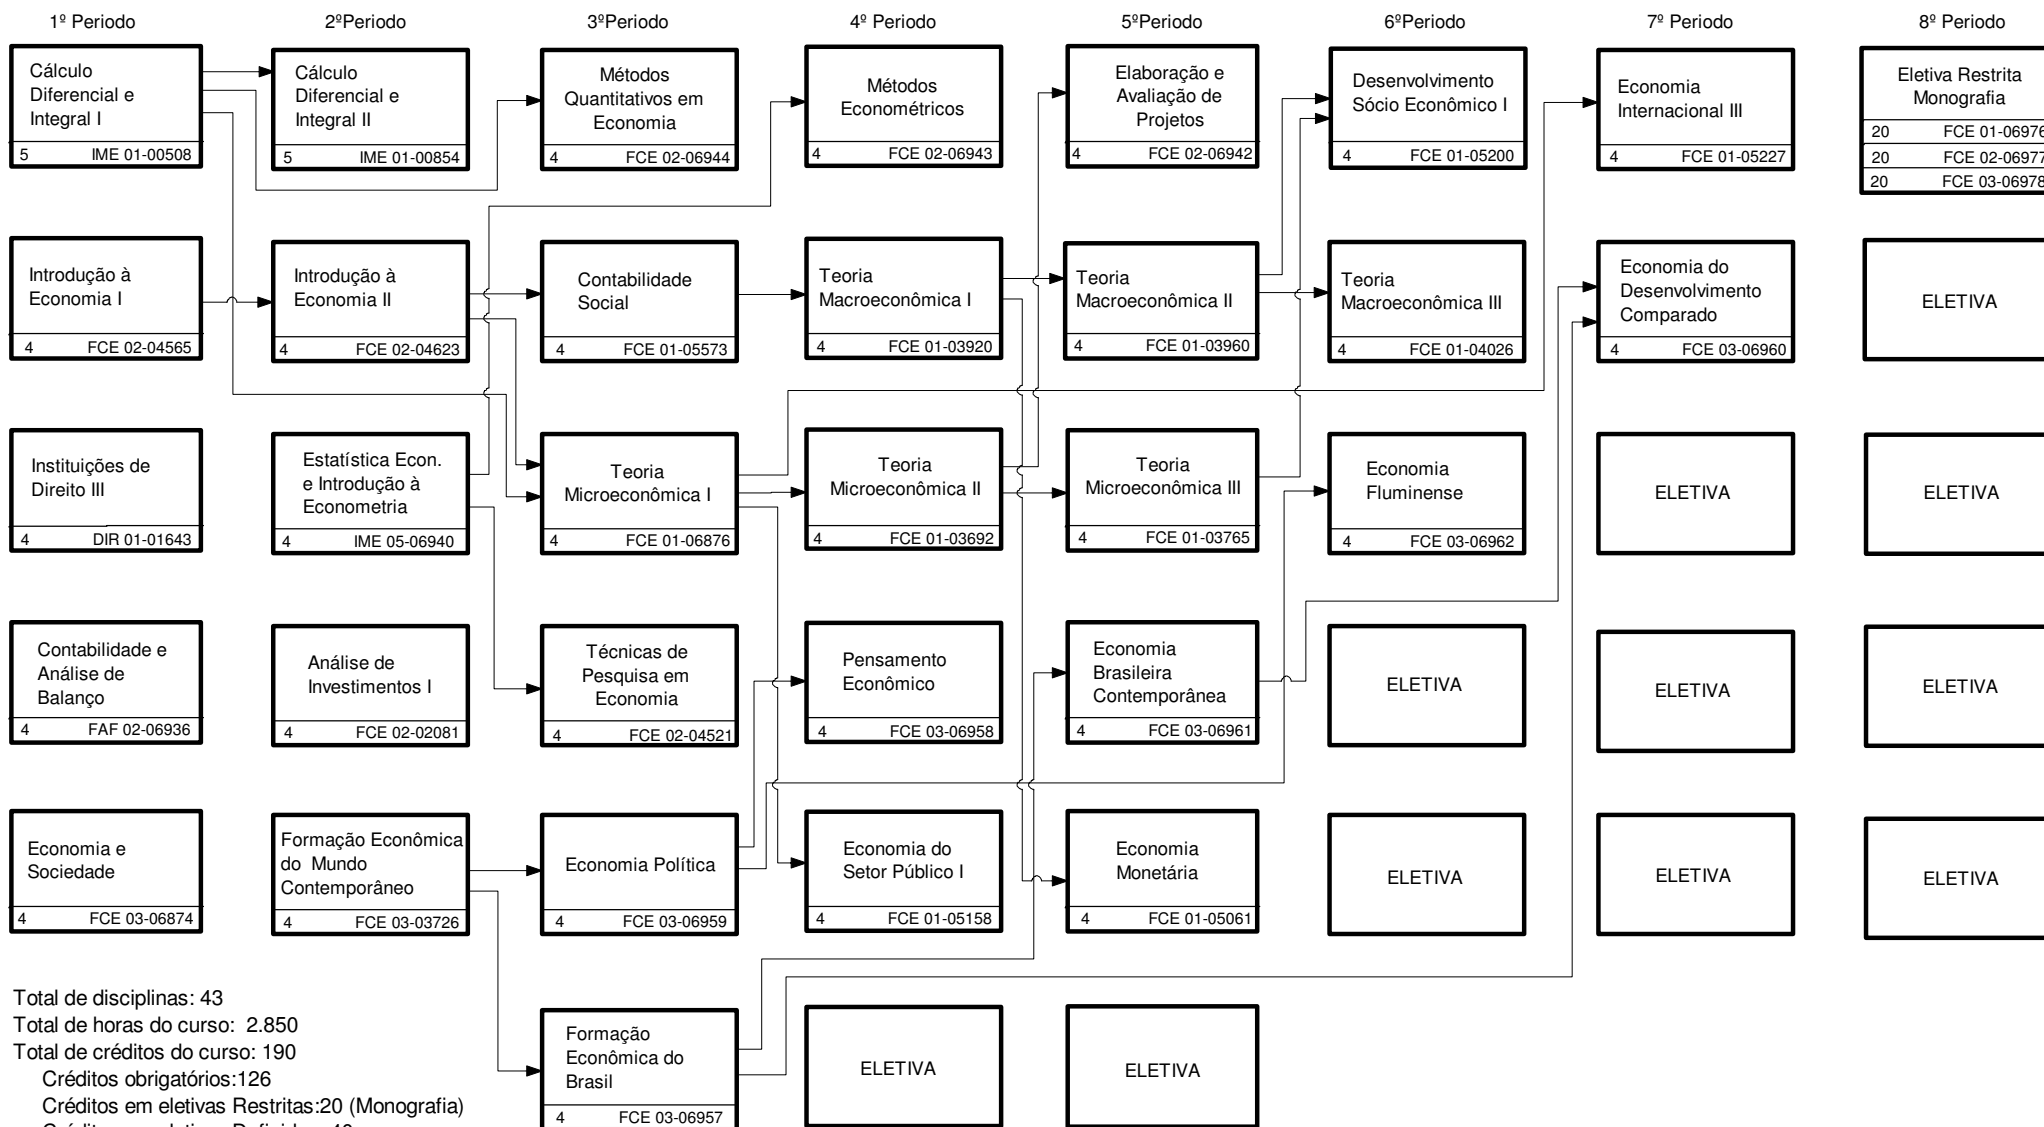 1º Periodo
2ºPeriodo
3ºPeriodo
4º Periodo
5ºPeriodo
6ºPeriodo
7º Periodo
8º Periodo
Cálculo
Diferencial e
Integral I
5 IME 01-00508
Cálculo
Diferencial e
Integral II
5 IME 01-00854
Métodos
Quantitativos em
Economia
4 FCE 02-06944
Métodos
Econométricos
4 FCE 02-06943
Elaboração e
Avaliação de
Projetos
4 FCE 02-06942
Desenvolvimento
Sócio Econômico I
4 FCE 01-05200
Economia
Internacional III
4 FCE 01-05227
Eletiva Restrita
Monografia
20 FCE 01-06976
20 FCE 02-06977
20 FCE 03-06978
Introdução à
Economia I
4 FCE 02-04565
Introdução à
Economia II
4 FCE 02-04623
Contabilidade
Social
4 FCE 01-05573
Teoria
Macroeconômica I
4 FCE 01-03920
Teoria
Macroeconômica II
4 FCE 01-03960
Teoria
Macroeconômica III
4 FCE 01-04026
Economia do
Desenvolvimento
Comparado
4 FCE 03-06960
ELETIVA
Instituições de
Direito III
4 DIR 01-01643
Estatística Econ.
e Introdução à
Econometria
4 IME 05-06940
Teoria
Microeconômica I
4 FCE 01-06876
Teoria
Microeconômica II
4 FCE 01-03692
Teoria
Microeconômica III
4 FCE 01-03765
Economia
Fluminense
4 FCE 03-06962
ELETIVA
ELETIVA
Contabilidade e
Análise de
Balanço
4 FAF 02-06936
Análise de
Investimentos I
4 FCE 02-02081
Técnicas de
Pesquisa em
Economia
4 FCE 02-04521
Pensamento
Econômico
4 FCE 03-06958
Economia
Brasileira
Contemporânea
4 FCE 03-06961
ELETIVA
ELETIVA
ELETIVA
Economia e
Sociedade
4 FCE 03-06874
Formação Econômica
do Mundo
Contemporâneo
4 FCE 03-03726
Economia Política
4 FCE 03-06959
Economia do
Setor Público I
4 FCE 01-05158
Economia
Monetária
4 FCE 01-05061
ELETIVA
ELETIVA
ELETIVA
Formação
Econômica do
Brasil
4 FCE 03-06957
ELETIVA
ELETIVA
Total de disciplinas: 43
Total de horas do curso: 2.850
Total de créditos do curso: 190
Créditos obrigatórios:126
Créditos em eletivas Restritas:20 (Monografia)